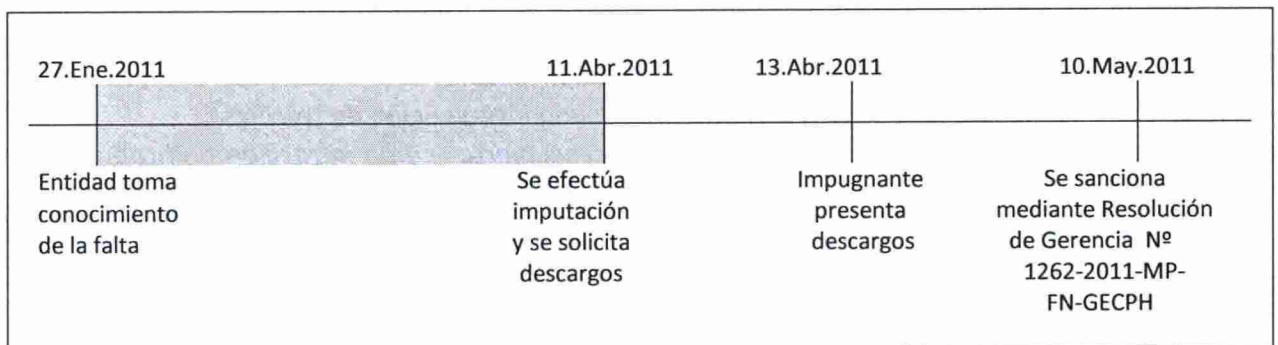 27.Ene.2011
11.Abr.2011
13.Abr.2011
10.May.2011
Entidad toma
conocimiento
de la falta
Se efectúa
imputación
y se solicita
descargos
Impugnante
presenta
descargos
Se sanciona
mediante Resolución
de Gerencia Nº
1262-2011-MP-
FN-GECPH